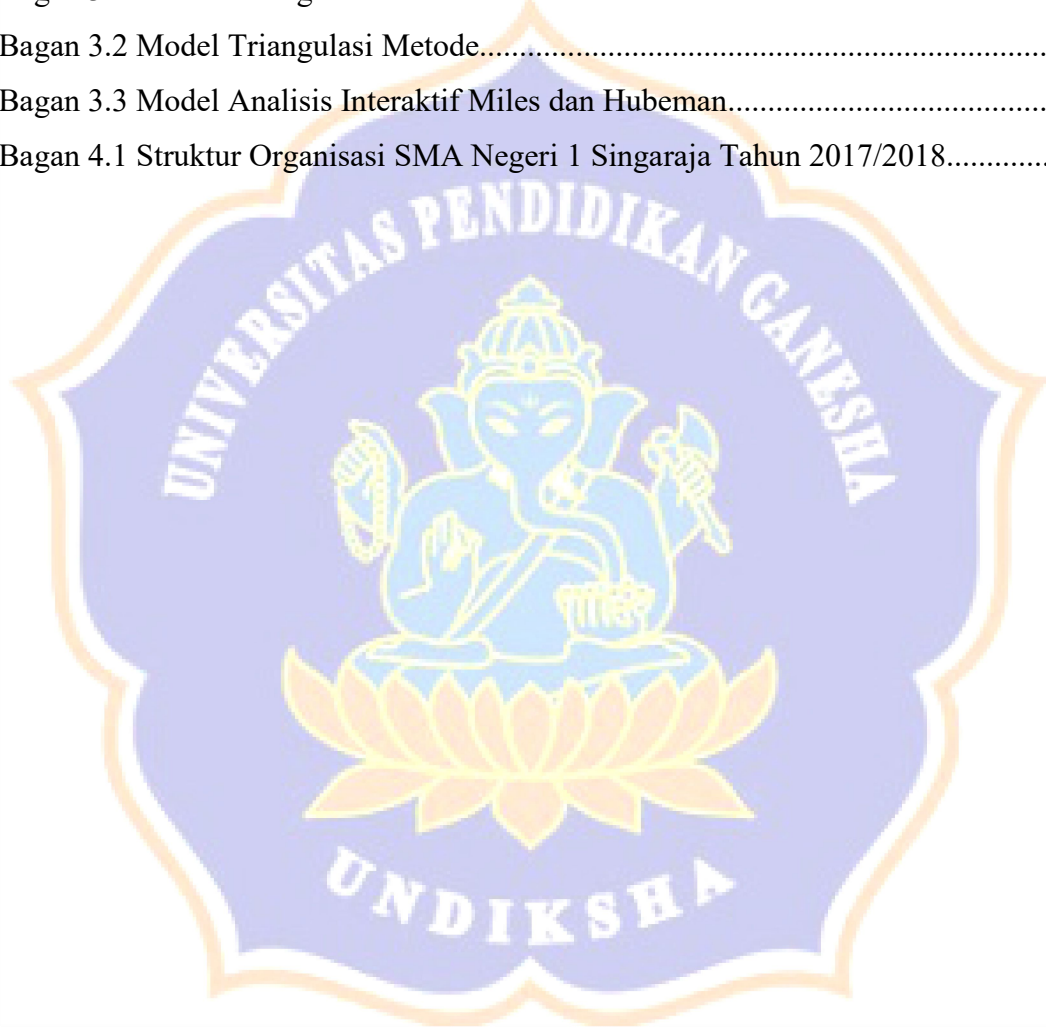 Bagan 3.2 Model Triangulasi Metode.......................................................................
Bagan 3.3 Model Analisis Interaktif Miles dan Hubeman........................................
Bagan 4.1 Struktur Organisasi SMA Negeri 1 Singaraja Tahun 2017/2018.............
UNIVERSITAS PENDIDIKAN GANESHA
UNDIKSHA